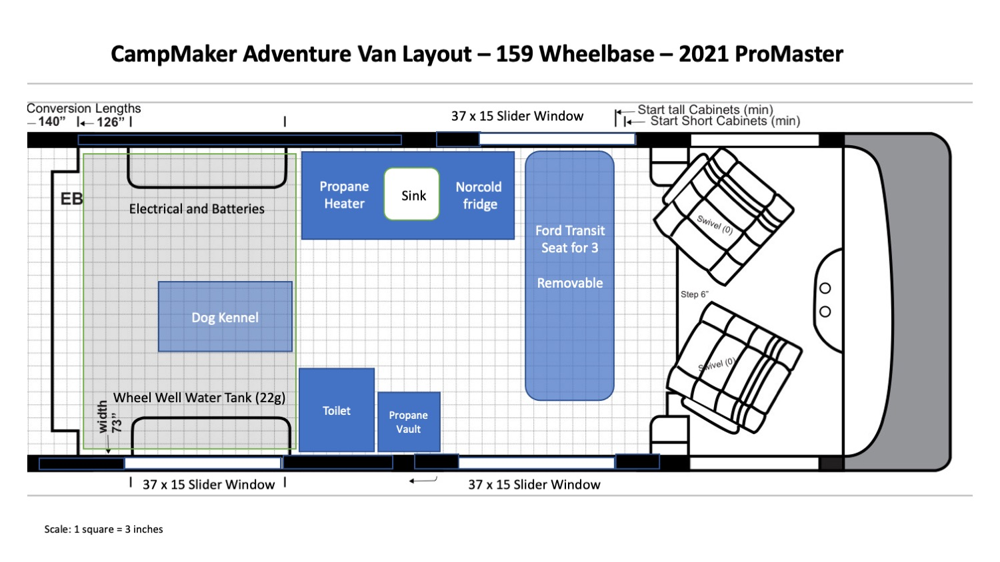 CampMaker Adventure Van Layout – 159 Wheelbase – 2021 ProMaster
Conversion Lengths
140” 126”
37 x 15 Slider Window
Start tall Cabinets (min)
Start Short Cabinets (min)
EB
Electrical and Batteries
Propane
Heater
Sink
Norcold
fridge
Ford Transit
Seat for 3
Removable
Swivel (0)
Step 6”
Dog Kennel
Swivel (0)
Wheel Well Water Tank (22g)
width
73”
Toilet
Propane
Vault
37 x 15 Slider Window
37 x 15 Slider Window
Scale: 1 square = 3 inches